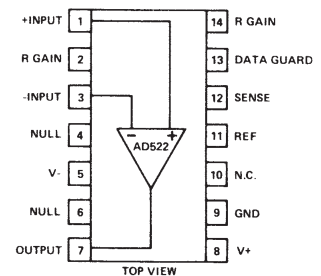 +INPUT 1 14 R GAIN
R GAIN 2 13 DATA GUARD
-INPUT 3 12 SENSE
- +
NULL 4 AD522 11 REF
V- 5 10 N.C.
NULL 6 9 GND
OUTPUT 7 8 V+
TOP VIEW